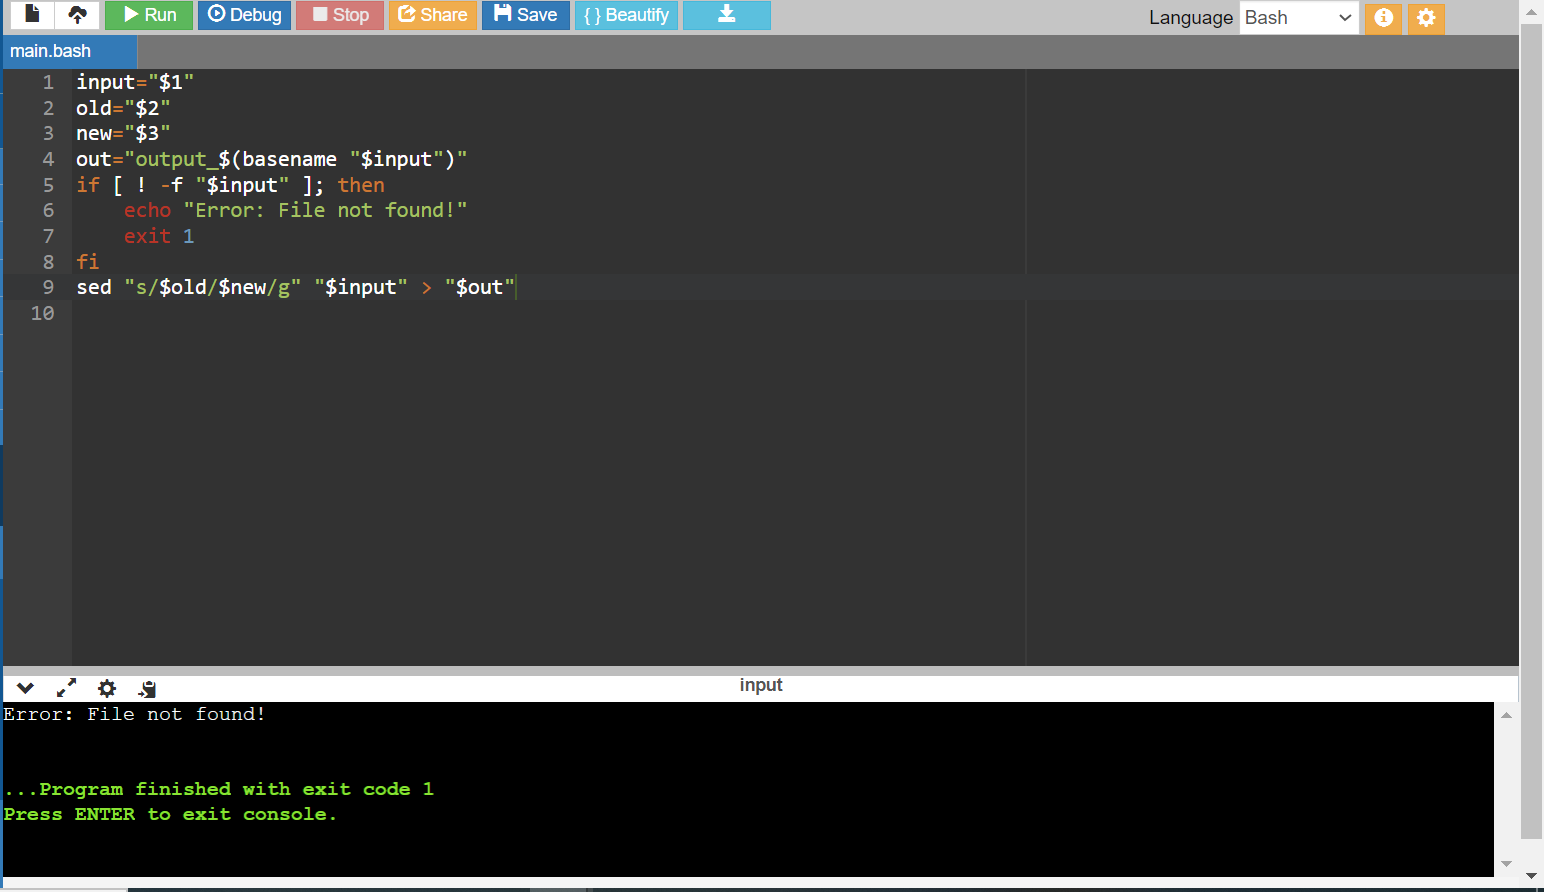 Run Debug Stop Share Save { } Beautify Language Bash
main.bash
1 input="$1"
2 old="$2"
3 new="$3"
4 out="output_$(basename "$input")"
5 if [ ! -f "$input" ]; then
6     echo "Error: File not found!"
7     exit 1
8 fi
9 sed "s/$old/$new/g" "$input" > "$out"
10
input
Error: File not found!
...Program finished with exit code 1
Press ENTER to exit console.